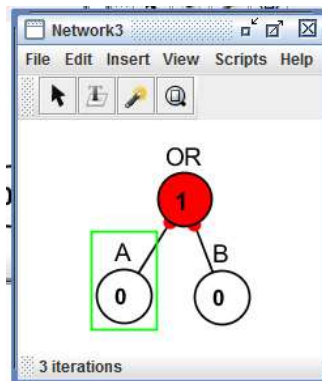 Network3
File Edit Insert View Scripts Help
T
OR
1
A
B
0
0
3 iterations